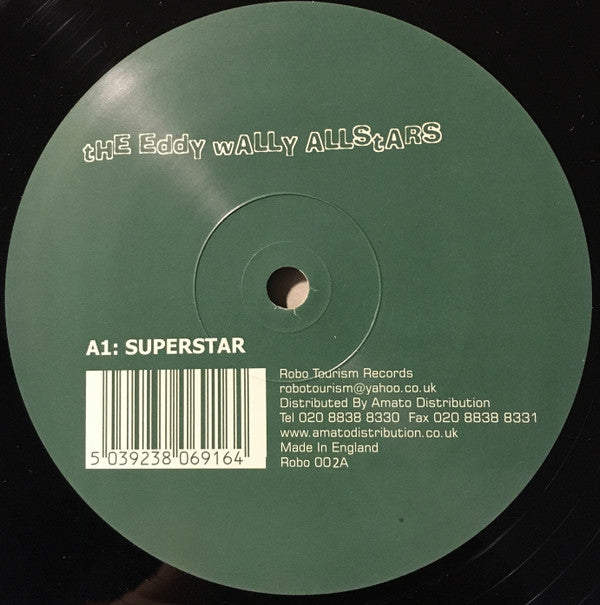 tHE EddY wALLY ALLStARS
A1: SUPERSTAR
Robo Tourism Records
robotourism@yahoo.co.uk
Distributed By Amato Distribution
Tel 020 8838 8330 Fax 020 8838 8331
www.amatodistribution.co.uk
Made In England
Robo 002A
5 039238 069164